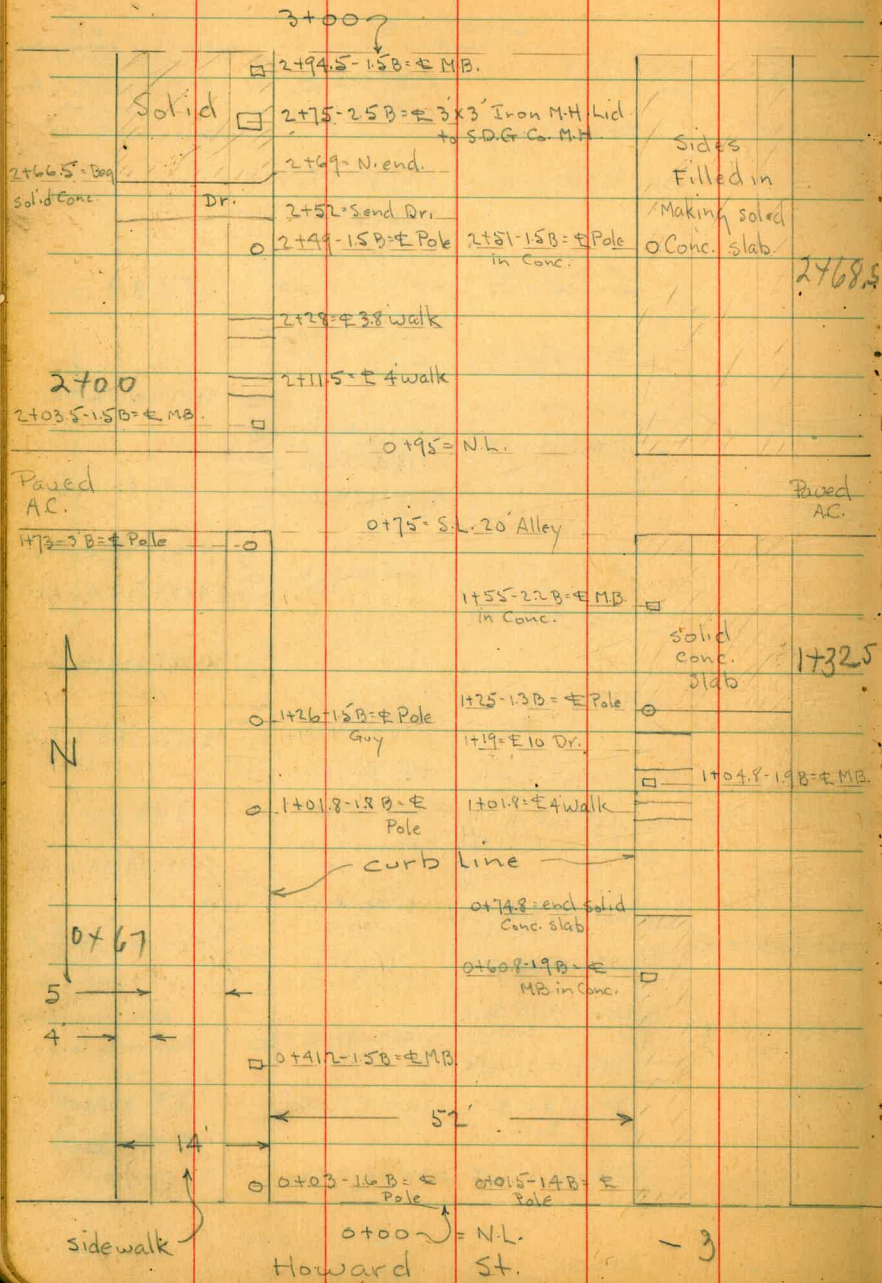 3+00
2+94.5-1.5B=℄ M.B.
Solid
2+75-2.5B=℄ 3'x3' Iron M.H. Lid
to S.D.G. Co. M.H.
2+69=N. end.
2+66.5=Beg
Solid Conc.
Dr.
2+52=S end Dr.
2+49-1.5B=℄ Pole
2+51-1.5B=℄ Pole
in Conc.
Sides
Filled in
Making soled
Conc. slab.
2+68.5
2+28=℄ 3.8 walk
2+00
2+11.5=℄ 4' walk
2+03.5-1.5B=℄ M.B.
0+95=N.L.
Paved
A.C.
Paved
A.C.
0+75=S.L. 20' Alley
1+73-3'B=℄ Pole
1+55-2.2B=℄ M.B.
in Conc.
Solid
Conc.
Slab
1+32.5
1+26-1.5B=℄ Pole
Guy
1+25-1.3B=℄ Pole
N
1+19=℄ 10 Dr.
1+04.8-1.9B=℄ M.B.
1+01.8-1.8B=℄
Pole
1+01.8=℄ 4' walk
curb Line
0+74.8=end solid
Conc. slab
0+67
0+60.8-1.9B=℄
MB in Conc.
5'
4'
0+41.2-1.5B=℄ M.B.
52'
14'
0+03-1.6B=℄
Pole
0+01.5-1.4B=℄
Pole
sidewalk
0+00=N.L.
Howard St.
-3